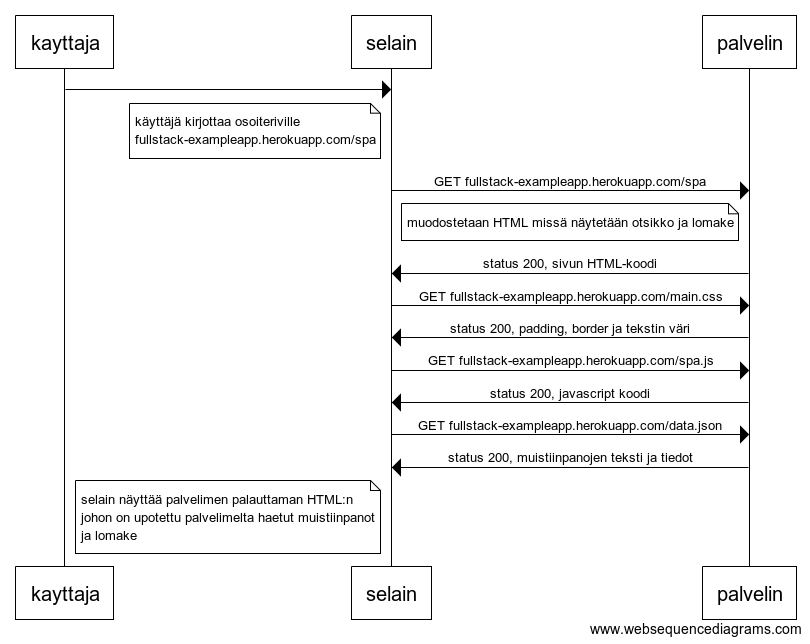 kayttaja
selain
palvelin
käyttäjä kirjottaa osoiteriville
fullstack-exampleapp.herokuapp.com/spa
GET fullstack-exampleapp.herokuapp.com/spa
muodostetaan HTML missä näytetään otsikko ja lomake
status 200, sivun HTML-koodi
GET fullstack-exampleapp.herokuapp.com/main.css
status 200, padding, border ja tekstin väri
GET fullstack-exampleapp.herokuapp.com/spa.js
status 200, javascript koodi
GET fullstack-exampleapp.herokuapp.com/data.json
status 200, muistiinpanojen teksti ja tiedot
selain näyttää palvelimen palauttaman HTML:n
johon on upotettu palvelimelta haetut muistiinpanot
ja lomake
kayttaja
selain
palvelin
www.websequencediagrams.com